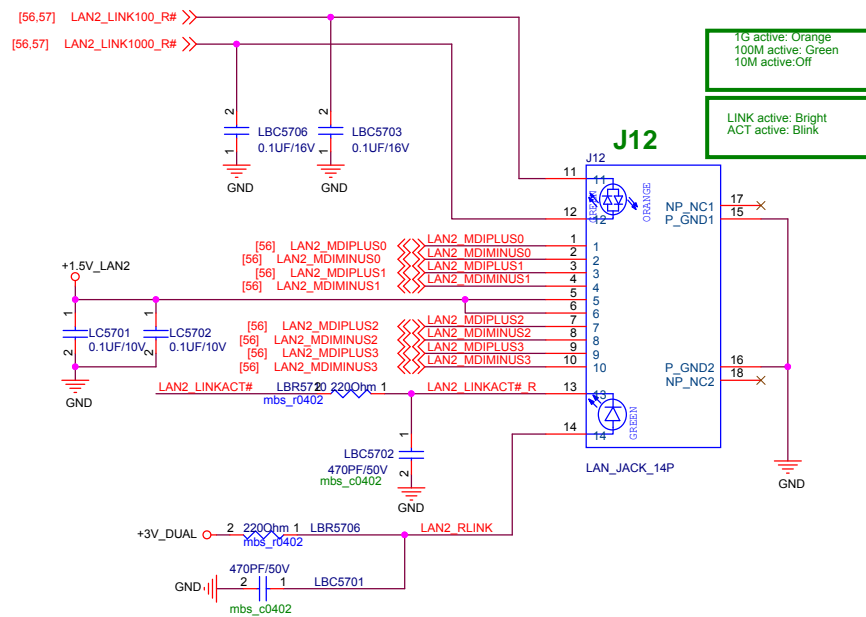 [56,57] LAN2_LINK100_R#
[56,57] LAN2_LINK1000_R#
1G active: Orange
100M active: Green
10M active:Off
LINK active: Bright
ACT active: Blink
2 2
LBC5706 LBC5703
0.1UF/16V 0.1UF/16V
1 1
GND GND
J12
J12
11 11
12 12
GREEN ORANGE
NP_NC1 17
P_GND1 15
[56] LAN2_MDIPLUS0 LAN2_MDIPLUS0 1 1
[56] LAN2_MDIMINUS0 LAN2_MDIMINUS0 2 2
[56] LAN2_MDIPLUS1 LAN2_MDIPLUS1 3 3
[56] LAN2_MDIMINUS1 LAN2_MDIMINUS1 4 4
+1.5V_LAN2
5 5
6 6
1 1
LC5701 LC5702
0.1UF/10V 0.1UF/10V
2 2
GND
[56] LAN2_MDIPLUS2 LAN2_MDIPLUS2 7 7
[56] LAN2_MDIMINUS2 LAN2_MDIMINUS2 8 8
[56] LAN2_MDIPLUS3 LAN2_MDIPLUS3 9 9
[56] LAN2_MDIMINUS3 LAN2_MDIMINUS3 10 10
P_GND2 16
NP_NC2 18
LAN2_LINKACT# 220Ohm 1 LAN2_LINKACT#_R 13 13
mbs_r0402
GREEN
14 14
1
LBC5702
470PF/50V
2
mbs_c0402
GND
LAN_JACK_14P
GND
+3V_DUAL 2 220Ohm 1 LBR5706 LAN2_RLINK
mbs_r0402
470PF/50V
GND 2 1 LBC5701
mbs_c0402